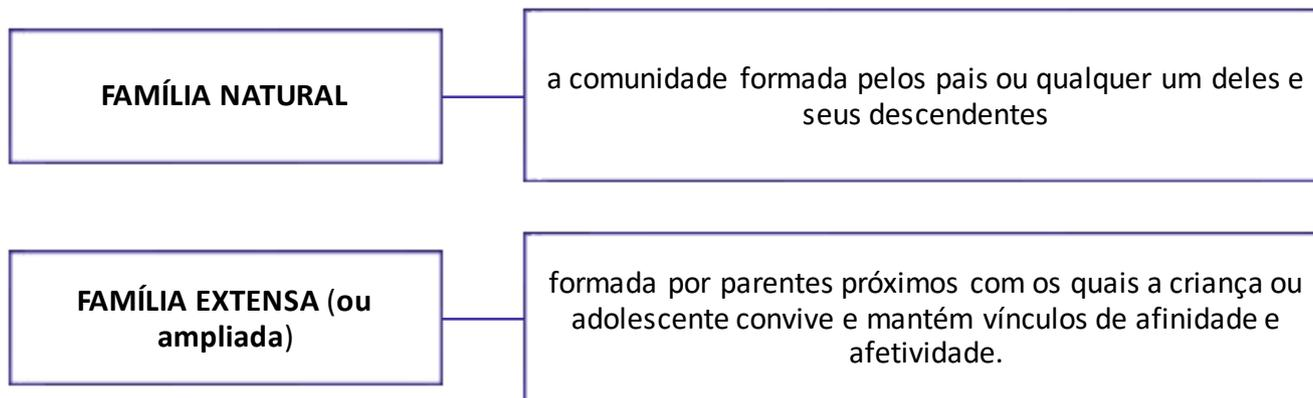 FAMÍLIA NATURAL
a comunidade formada pelos pais ou qualquer um deles e
seus descendentes
FAMÍLIA EXTENSA (ou
ampliada)
formada por parentes próximos com os quais a criança ou
adolescente convive e mantém vínculos de afinidade e
afetividade.